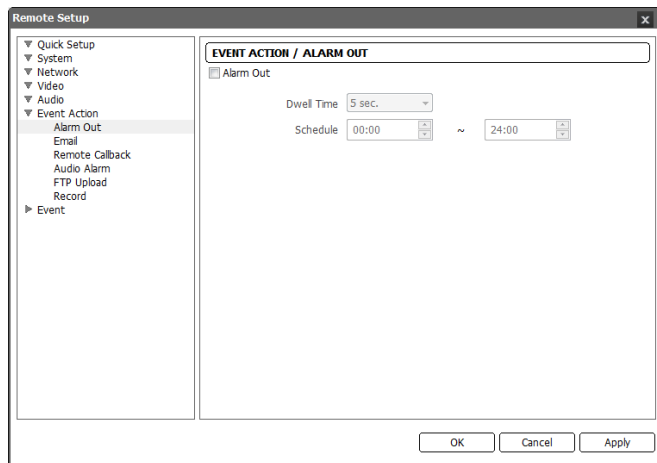 Remote Setup
x
Quick Setup
System
Network
Video
Audio
Event Action
Alarm Out
Email
Remote Callback
Audio Alarm
FTP Upload
Record
Event
EVENT ACTION / ALARM OUT
Alarm Out
Dwell Time 5 sec.
Schedule 00:00 ~ 24:00
OK Cancel Apply